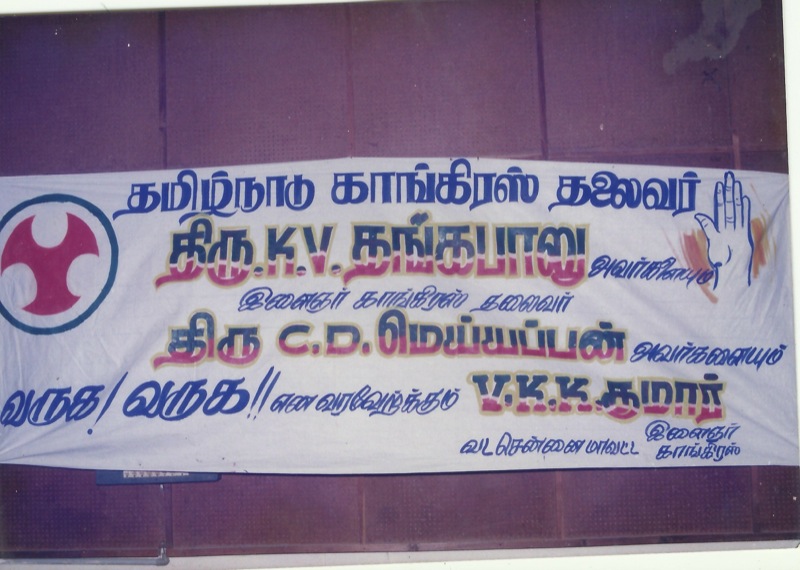 தமிழ்நாடு காங்கிரஸ் தலைவர்
திரு.K.V.தங்கபாலு அவர்களையும்
இளைஞர் காங்கிரஸ் தலைவர்
திரு C.D.மெய்யப்பன் அவர்களையும்
வருக! வருக!! என வரவேற்கும் V.K.K.குமார்
வட சென்னை மாவட்ட இளைஞர்
காங்கிரஸ்